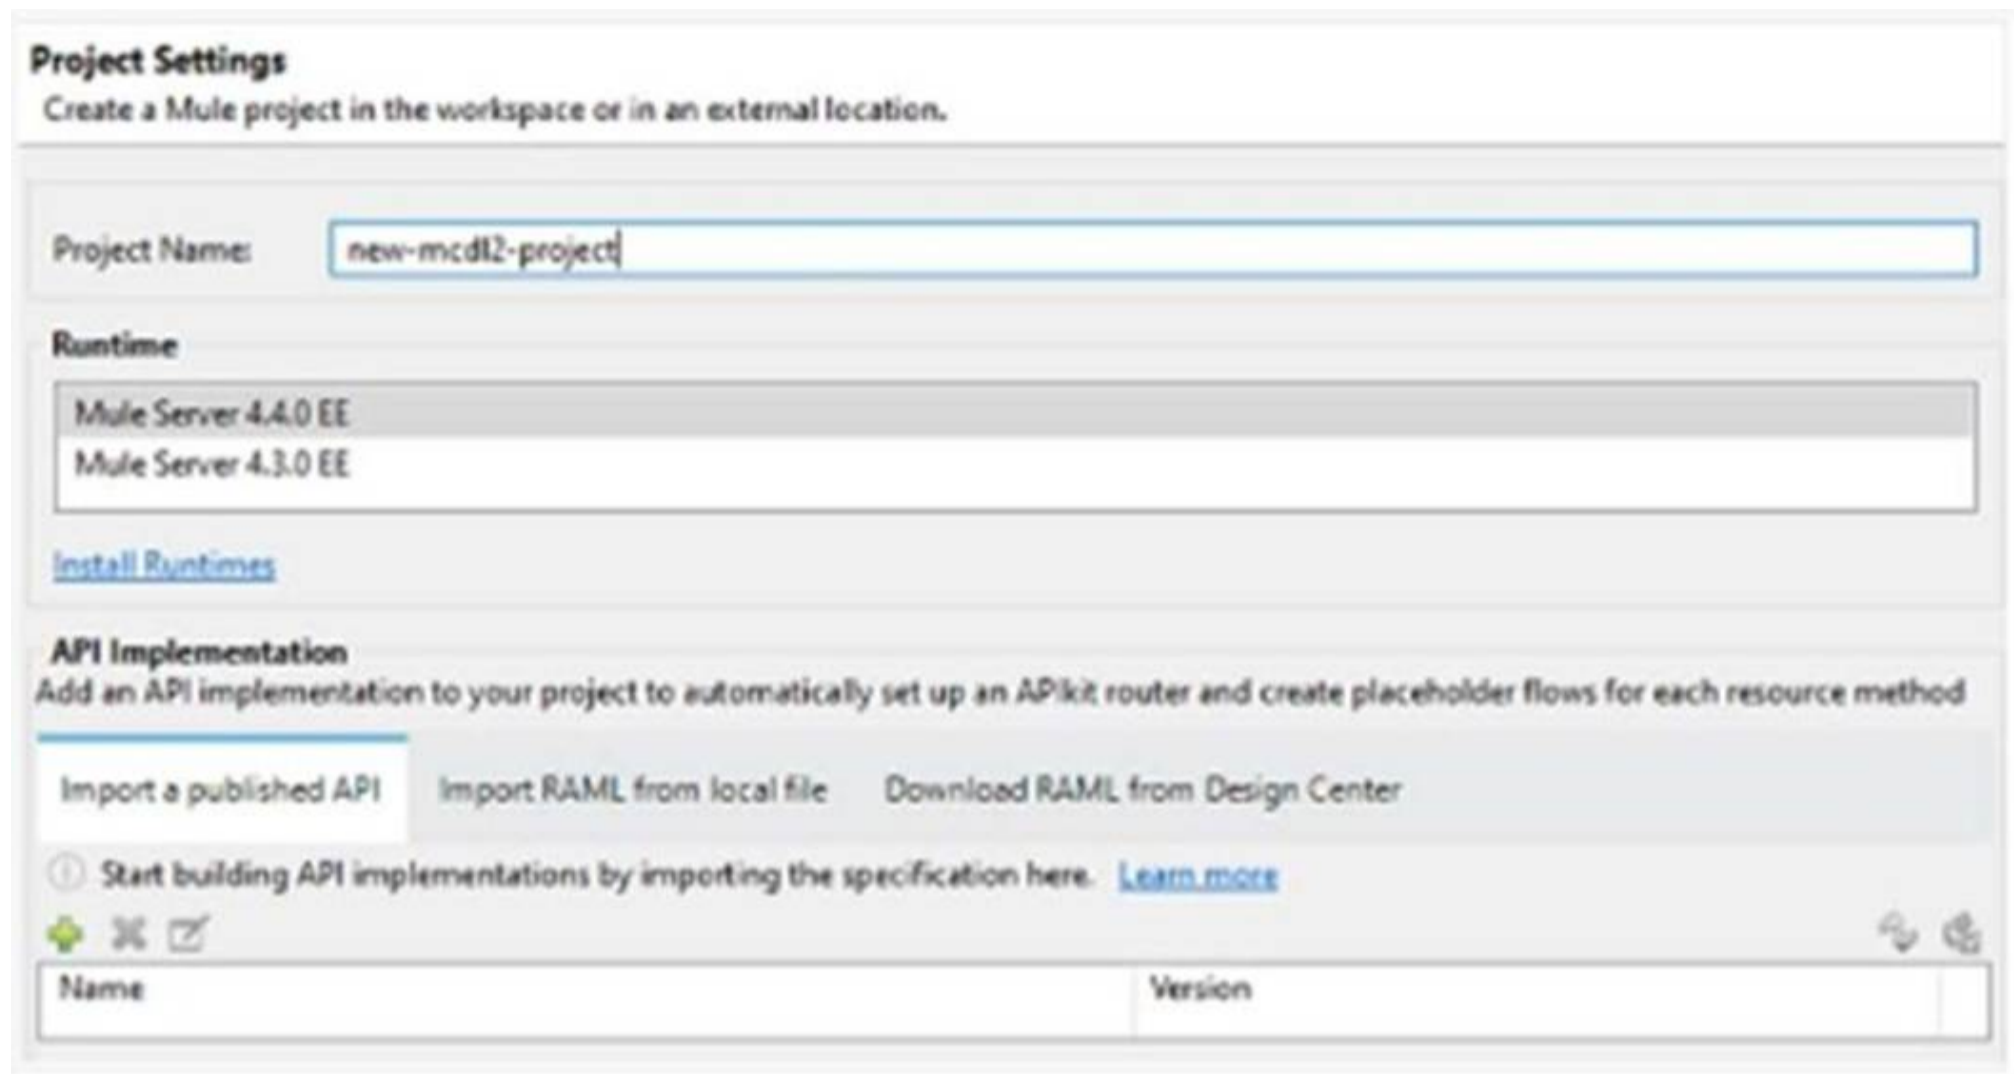 Project Settings
Create a Mule project in the workspace or in an external location.
Project Name: new-mcdl2-project
Runtime
Mule Server 4.4.0 EE
Mule Server 4.3.0 EE
Install Runtimes
API Implementation
Add an API implementation to your project to automatically set up an APIkit router and create placeholder flows for each resource method
Import a published API Import RAML from local file Download RAML from Design Center
Start building API implementations by importing the specification here. Learn more
Name Version